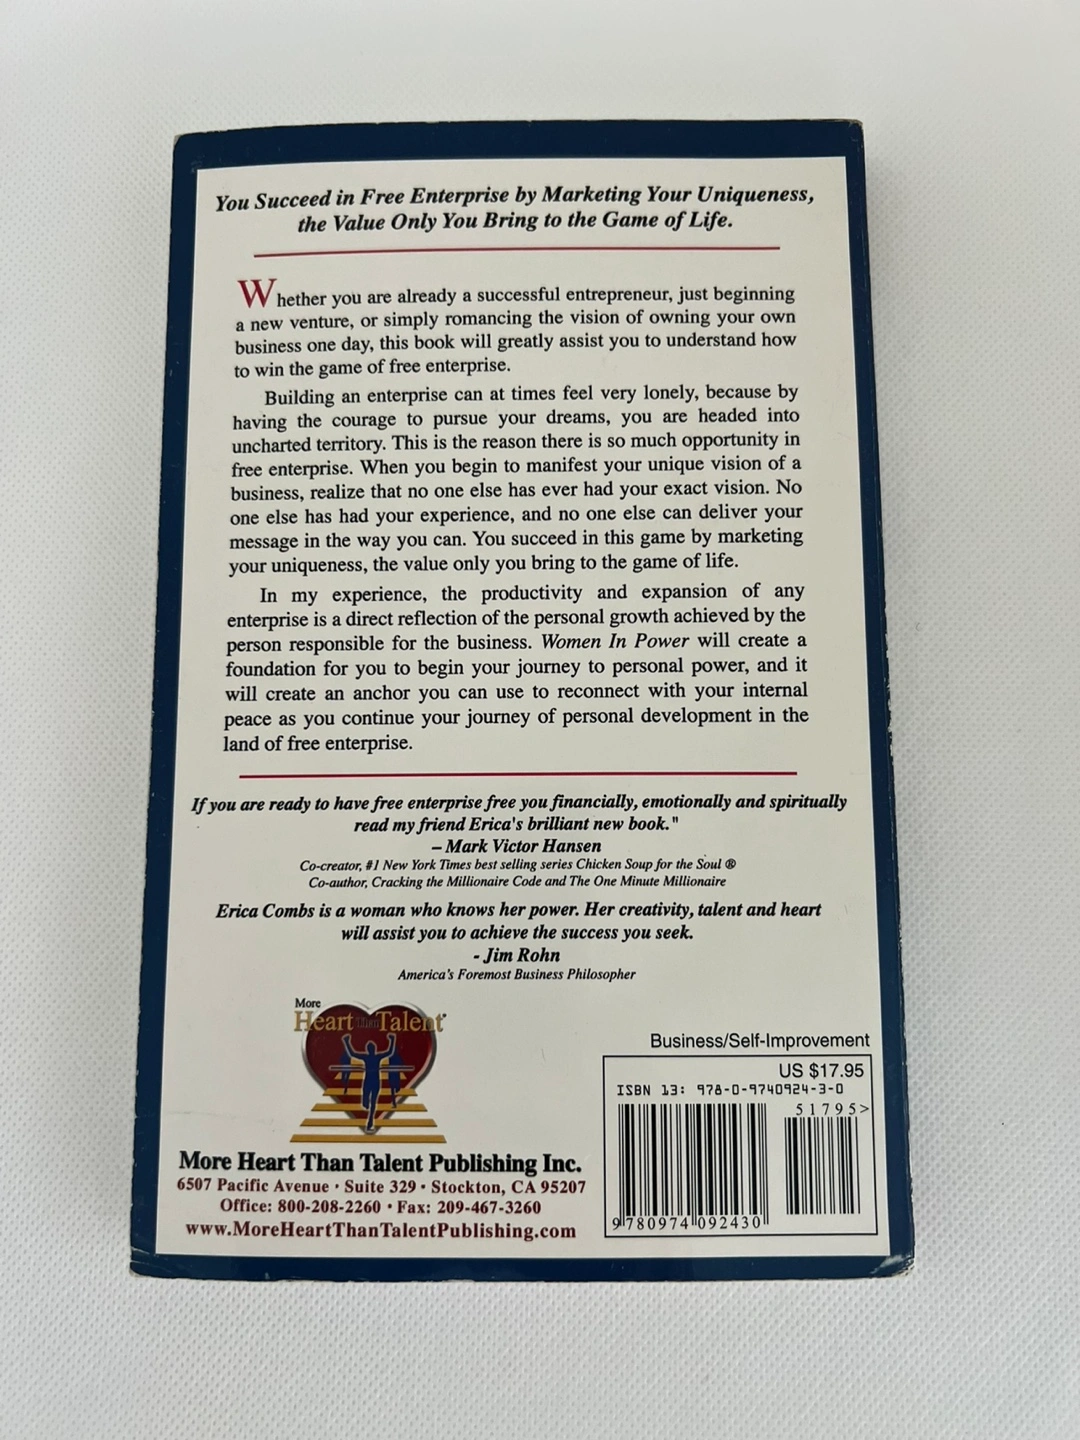 You Succeed in Free Enterprise by Marketing Your Uniqueness,
the Value Only You Bring to the Game of Life.
Whether you are already a successful entrepreneur, just beginning
a new venture, or simply romancing the vision of owning your own
business one day, this book will greatly assist you to understand how
to win the game of free enterprise.
Building an enterprise can at times feel very lonely, because by
having the courage to pursue your dreams, you are headed into
uncharted territory. This is the reason there is so much opportunity in
free enterprise. When you begin to manifest your unique vision of a
business, realize that no one else has ever had your exact vision. No
one else has had your experience, and no one else can deliver your
message in the way you can. You succeed in this game by marketing
your uniqueness, the value only you bring to the game of life.
In my experience, the productivity and expansion of any
enterprise is a direct reflection of the personal growth achieved by the
person responsible for the business. Women In Power will create a
foundation for you to begin your journey to personal power, and it
will create an anchor you can use to reconnect with your internal
peace as you continue your journey of personal development in the
land of free enterprise.
If you are ready to have free enterprise free you financially, emotionally and spiritually
read my friend Erica's brilliant new book."
– Mark Victor Hansen
Co-creator, #1 New York Times best selling series Chicken Soup for the Soul ®
Co-author, Cracking the Millionaire Code and The One Minute Millionaire
Erica Combs is a woman who knows her power. Her creativity, talent and heart
will assist you to achieve the success you seek.
- Jim Rohn
America's Foremost Business Philosopher
More
Heart Than Talent
More Heart Than Talent Publishing Inc.
6507 Pacific Avenue · Suite 329 · Stockton, CA 95207
Office: 800-208-2260 · Fax: 209-467-3260
www.MoreHeartThanTalentPublishing.com
Business/Self-Improvement
US $17.95
ISBN 13: 978-0-9740924-3-0
51795>
9 780974 092430